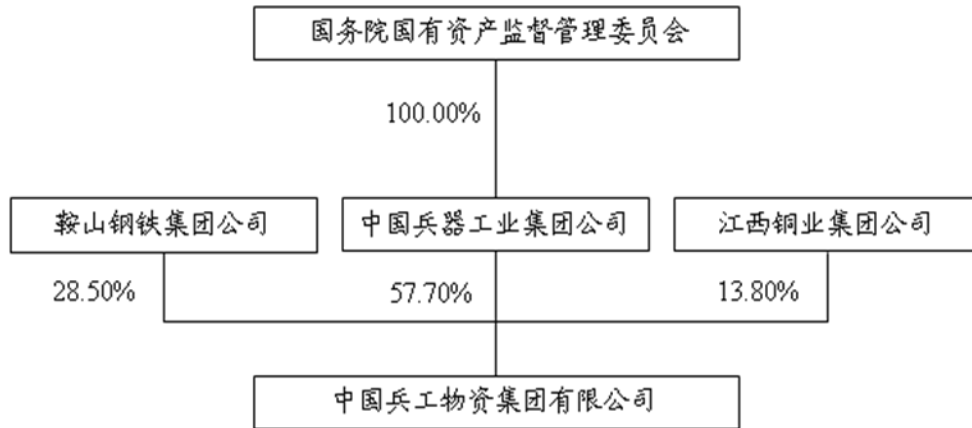 国务院国有资产监督管理委员会
100.00%
鞍山钢铁集团公司
中国兵器工业集团公司
江西铜业集团公司
28.50%
57.70%
13.80%
中国兵工物资集团有限公司